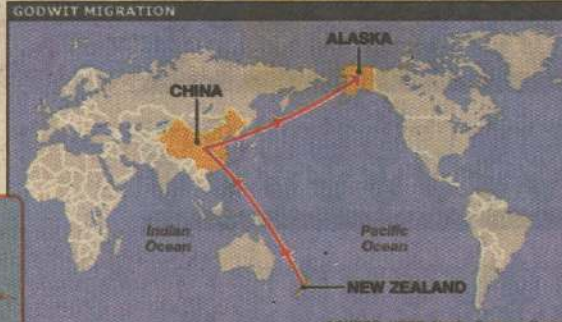 GODWIT MIGRATION
ALASKA
CHINA
Indian
Ocean
Pacific
Ocean
NEW ZEALAND